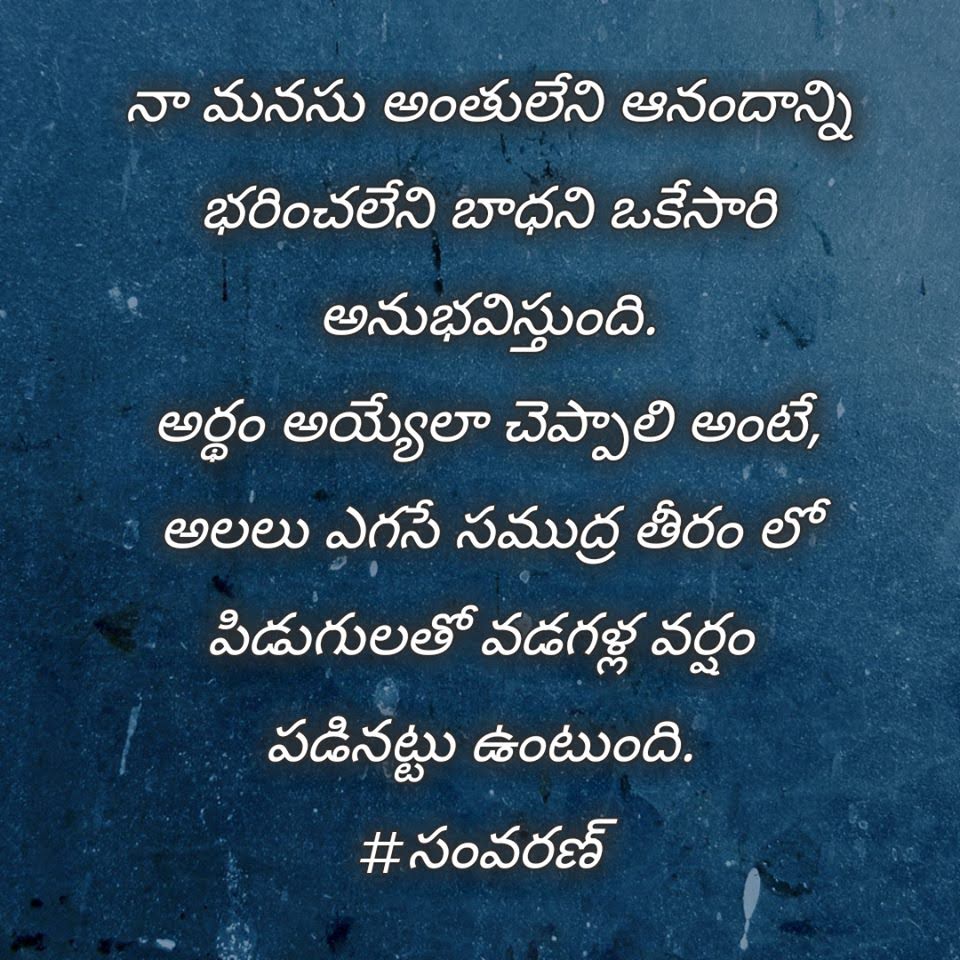 నా మనసు అంతులేని ఆనందాన్ని
భరించలేని బాధని ఒకేసారి
అనుభవిస్తుంది.
అర్థం అయ్యేలా చెప్పాలి అంటే,
అలలు ఎగసే సముద్ర తీరం లో
పిడుగులతో వడగళ్ల వర్షం
పడినట్టు ఉంటుంది.
#సంవరణ్